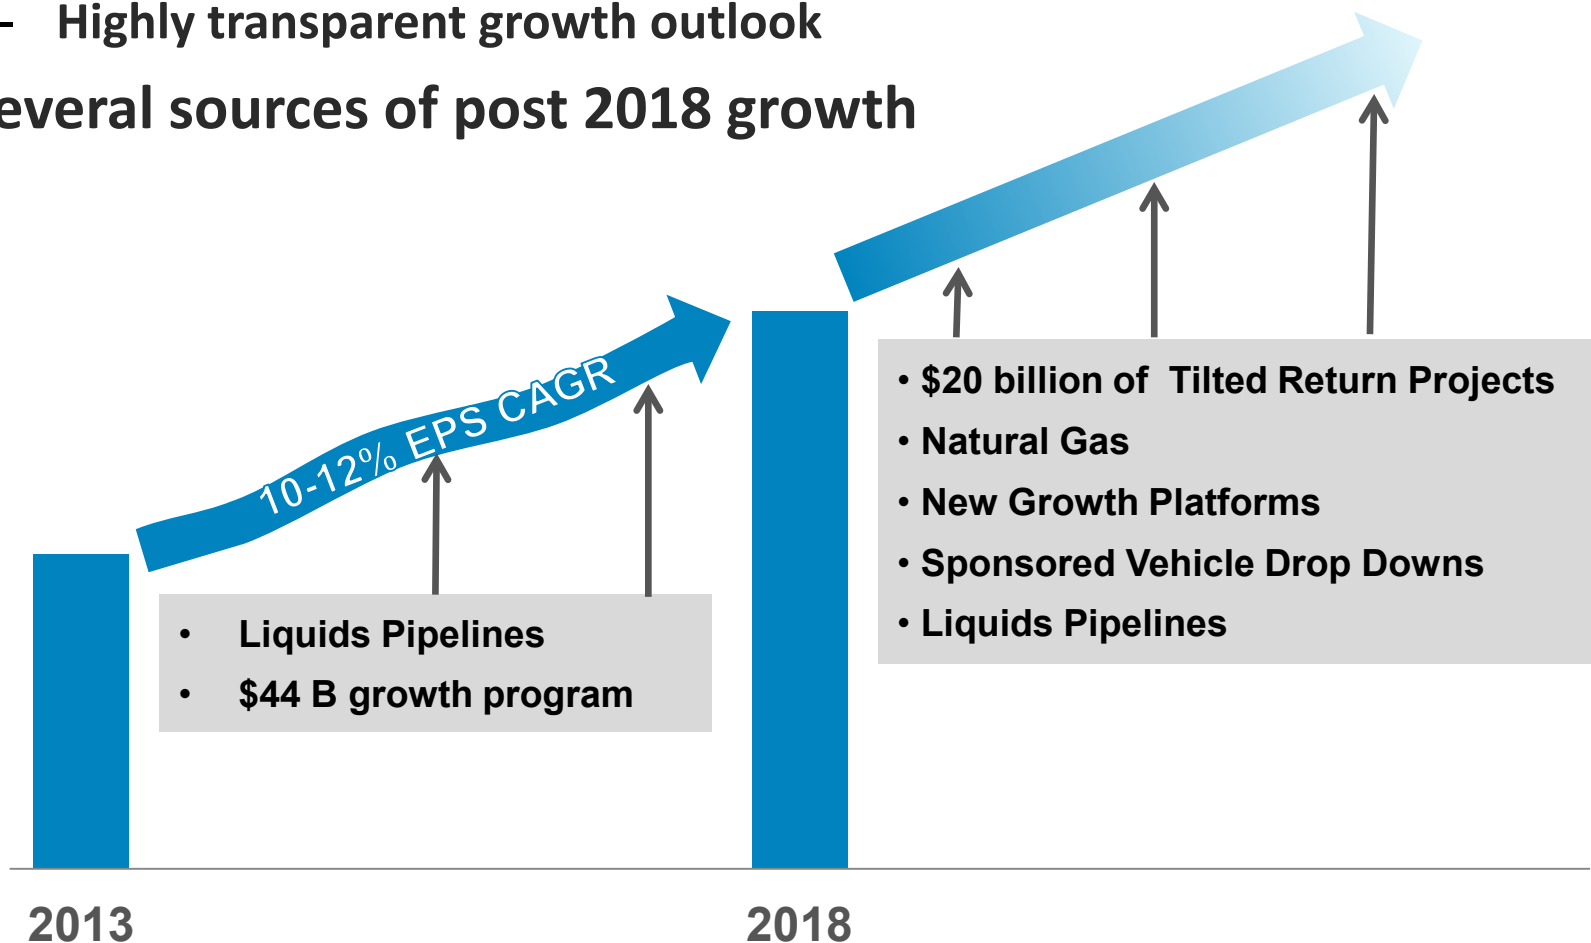 – Highly transparent growth outlook
everal sources of post 2018 growth
10-12% EPS CAGR
• $20 billion of Tilted Return Projects
• Natural Gas
• New Growth Platforms
• Sponsored Vehicle Drop Downs
• Liquids Pipelines
• Liquids Pipelines
• $44 B growth program
2013
2018